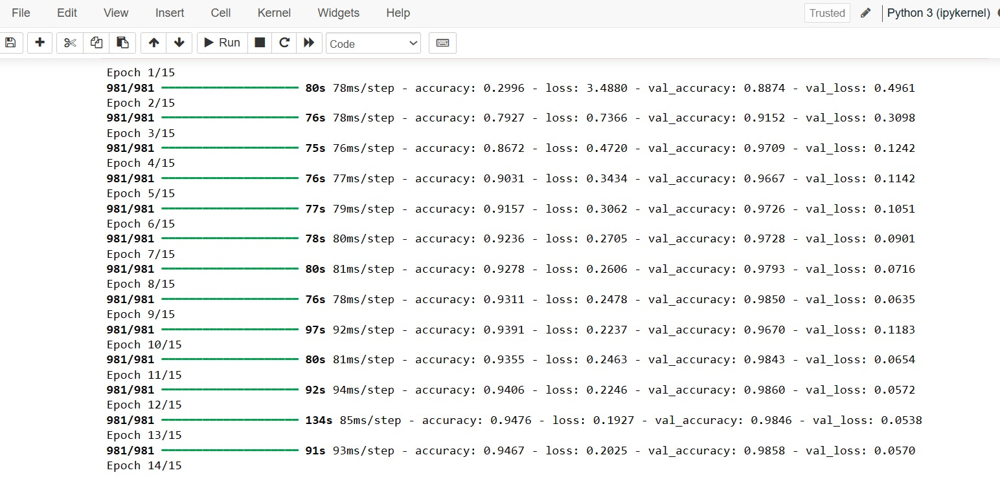 File Edit View Insert Cell Kernel Widgets Help Trusted Python 3 (ipykernel)
Run Code
Epoch 1/15
981/981 80s 78ms/step - accuracy: 0.2996 - loss: 3.4880 - val_accuracy: 0.8874 - val_loss: 0.4961
Epoch 2/15
981/981 76s 78ms/step - accuracy: 0.7927 - loss: 0.7366 - val_accuracy: 0.9152 - val_loss: 0.3098
Epoch 3/15
981/981 75s 76ms/step - accuracy: 0.8672 - loss: 0.4720 - val_accuracy: 0.9709 - val_loss: 0.1242
Epoch 4/15
981/981 76s 77ms/step - accuracy: 0.9031 - loss: 0.3434 - val_accuracy: 0.9667 - val_loss: 0.1142
Epoch 5/15
981/981 77s 79ms/step - accuracy: 0.9157 - loss: 0.3062 - val_accuracy: 0.9726 - val_loss: 0.1051
Epoch 6/15
981/981 78s 80ms/step - accuracy: 0.9236 - loss: 0.2705 - val_accuracy: 0.9728 - val_loss: 0.0901
Epoch 7/15
981/981 80s 81ms/step - accuracy: 0.9278 - loss: 0.2606 - val_accuracy: 0.9793 - val_loss: 0.0716
Epoch 8/15
981/981 76s 78ms/step - accuracy: 0.9311 - loss: 0.2478 - val_accuracy: 0.9850 - val_loss: 0.0635
Epoch 9/15
981/981 97s 92ms/step - accuracy: 0.9391 - loss: 0.2237 - val_accuracy: 0.9670 - val_loss: 0.1183
Epoch 10/15
981/981 80s 81ms/step - accuracy: 0.9355 - loss: 0.2463 - val_accuracy: 0.9843 - val_loss: 0.0654
Epoch 11/15
981/981 92s 94ms/step - accuracy: 0.9406 - loss: 0.2246 - val_accuracy: 0.9860 - val_loss: 0.0572
Epoch 12/15
981/981 134s 85ms/step - accuracy: 0.9476 - loss: 0.1927 - val_accuracy: 0.9846 - val_loss: 0.0538
Epoch 13/15
981/981 91s 93ms/step - accuracy: 0.9467 - loss: 0.2025 - val_accuracy: 0.9858 - val_loss: 0.0570
Epoch 14/15